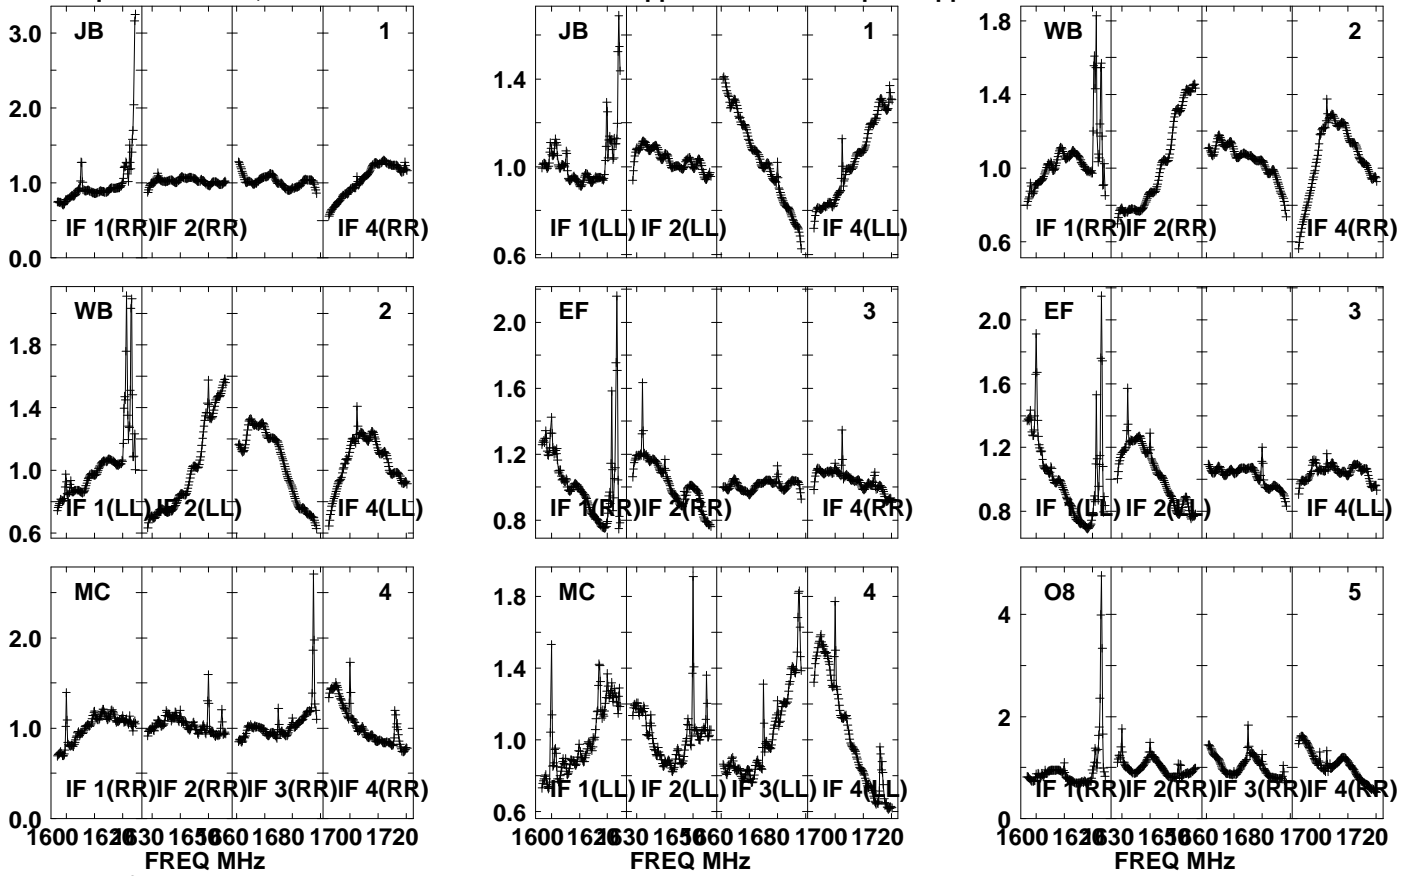 JB 1 JB 1 WB 2
3.0 1.8
2.0 1.4 1.4
1.0 1.0 1.0
IF 1(RR) IF 2(RR) IF 4(RR) IF 1(LL) IF 2(LL) IF 4(LL) IF 1(RR) IF 2(RR) IF 4(RR)
0.0 0.6 0.6
WB 2 EF 3 EF 3
1.8 2.0 2.0
1.4 1.6 1.6
1.0 1.2 1.2
IF 1(LL) IF 2(LL) IF 4(LL) IF 1(RR) IF 2(RR) IF 4(RR) IF 1(LL) IF 2(LL) IF 4(LL)
0.6 0.8 0.8
MC 4 MC 4 O8 5
2.0 1.8 4
1.4
1.0 1.0 2
IF 1(RR) IF 2(RR) IF 3(RR) IF 4(RR) IF 1(LL) IF 2(LL) IF 3(LL) IF 4(LL) IF 1(RR) IF 2(RR) IF 3(RR) IF 4(RR)
0.0 0.6 0
1600 1620 1630 1650 1660 1700 1720 1600 1620 1630 1650 1660 1700 1720 1600 1620 1630 1650 1660 1700 1720
FREQ MHz FREQ MHz FREQ MHz